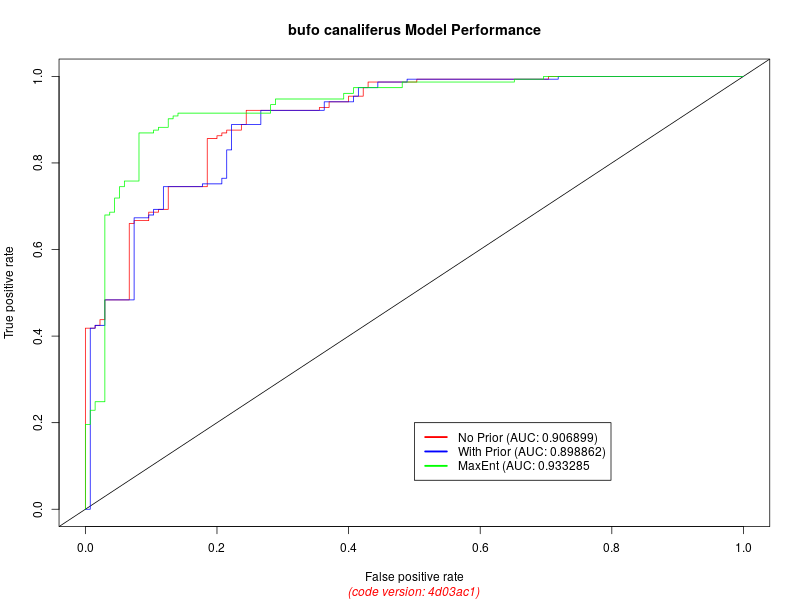 bufo canaliferus Model Performance
True positive rate
1.0
0.8
0.6
0.4
0.2
0.0
No Prior (AUC: 0.906899)
With Prior (AUC: 0.898862)
MaxEnt (AUC: 0.933285
0.0 0.2 0.4 0.6 0.8 1.0
False positive rate
(code version: 4d03ac1)